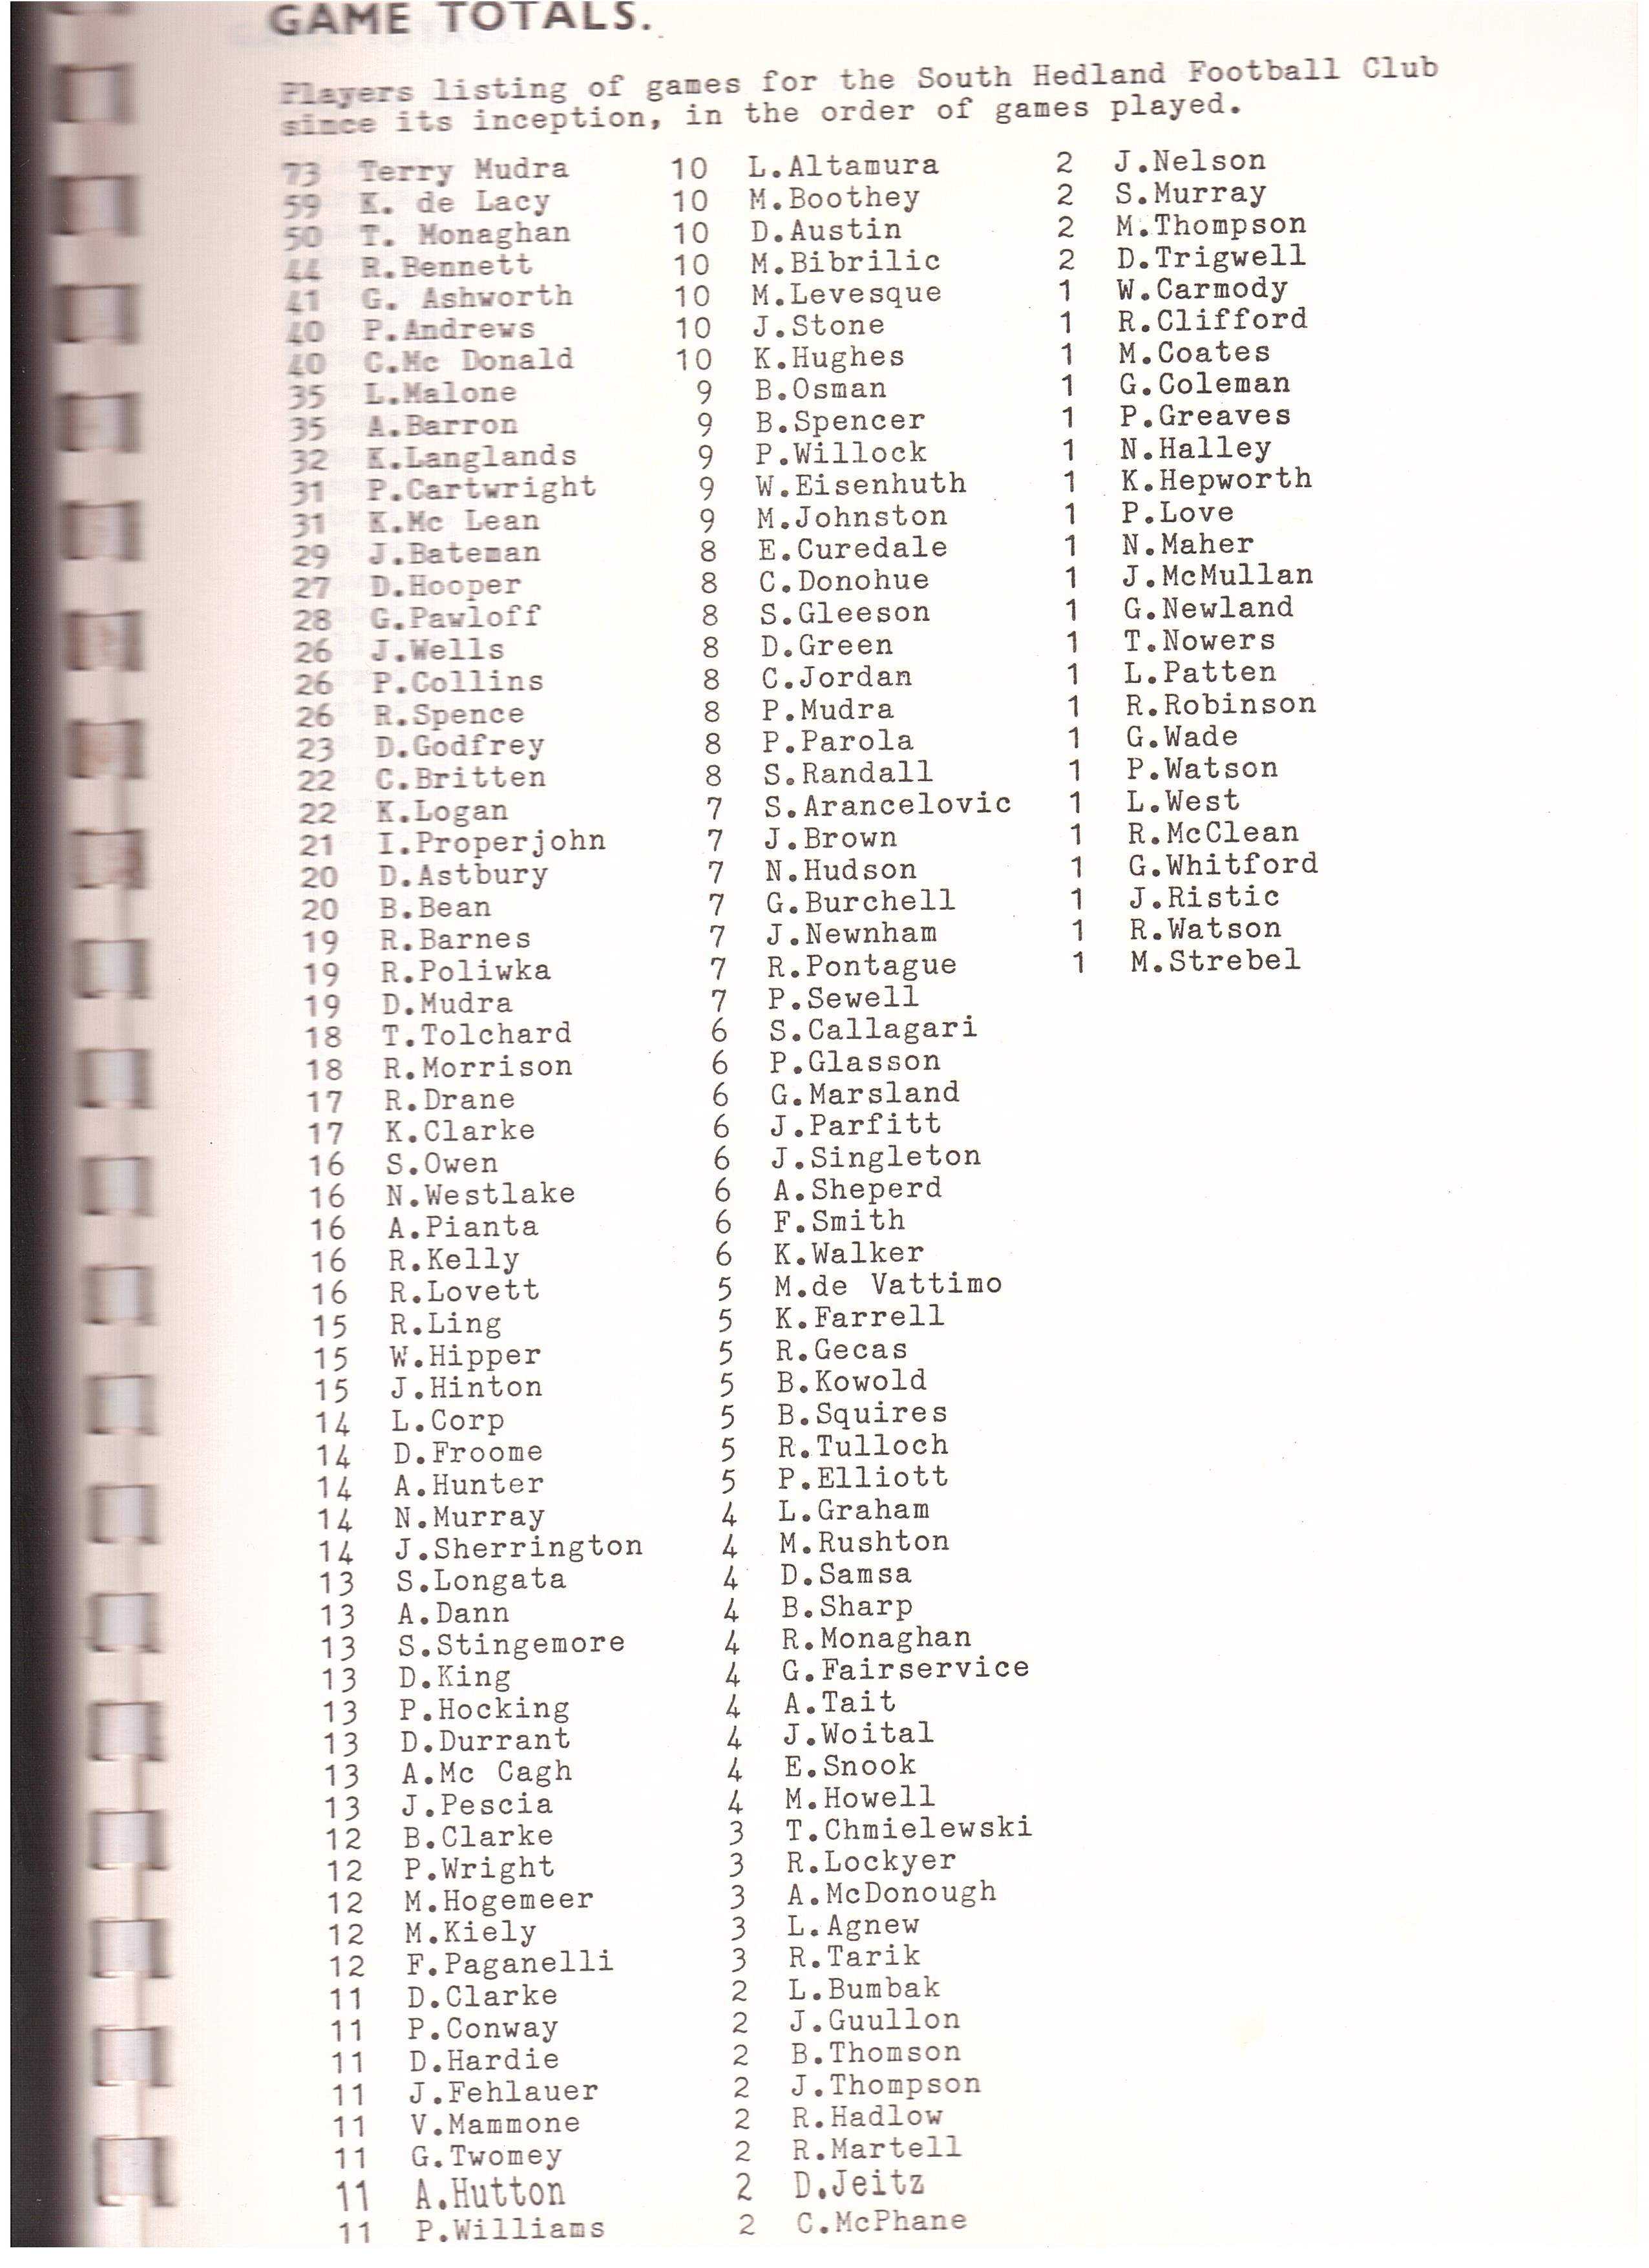 GAME TOTALS.
Players listing of games for the South Hedland Football Club
since its inception, in the order of games played.
73 Terry Mudra
59 K. de Lacy
50 T. Monaghan
44 R.Bennett
41 G. Ashworth
40 P.Andrews
40 C.Mc Donald
35 L.Malone
35 A.Barron
32 K.Langlands
31 P.Cartwright
31 K.Mc Lean
29 J.Bateman
27 D.Hooper
28 G.Pawloff
26 J.Wells
26 P.Collins
26 R.Spence
23 D.Godfrey
22 C.Britten
22 K.Logan
21 I.Properjohn
20 D.Astbury
20 B.Bean
19 R.Barnes
19 R.Poliwka
19 D.Mudra
18 T.Tolchard
18 R.Morrison
17 R.Drane
17 K.Clarke
16 S.Owen
16 N.Westlake
16 A.Pianta
16 R.Kelly
16 R.Lovett
15 R.Ling
15 W.Hipper
15 J.Hinton
14 L.Corp
14 D.Froome
14 A.Hunter
14 N.Murray
14 J.Sherrington
13 S.Longata
13 A.Dann
13 S.Stingemore
13 D.King
13 P.Hocking
13 D.Durrant
13 A.Mc Cagh
13 J.Pescia
12 B.Clarke
12 P.Wright
12 M.Hogemeer
12 M.Kiely
12 F.Paganelli
11 D.Clarke
11 P.Conway
11 D.Hardie
11 J.Fehlauer
11 V.Mammone
11 G.Twomey
11 A.Hutton
11 P.Williams
10 L.Altamura
10 M.Boothey
10 D.Austin
10 M.Bibrilic
10 M.Levesque
10 J.Stone
10 K.Hughes
9 B.Osman
9 B.Spencer
9 P.Willock
9 W.Eisenhuth
9 M.Johnston
8 E.Curedale
8 C.Donohue
8 S.Gleeson
8 D.Green
8 C.Jordan
8 P.Mudra
8 P.Parola
8 S.Randall
7 S.Arancelovic
7 J.Brown
7 N.Hudson
7 G.Burchell
7 J.Newnham
7 R.Pontague
7 P.Sewell
6 S.Callagari
6 P.Glasson
6 G.Marsland
6 J.Parfitt
6 J.Singleton
6 A.Sheperd
6 F.Smith
6 K.Walker
5 M.de Vattimo
5 K.Farrell
5 R.Gecas
5 B.Kowold
5 B.Squires
5 R.Tulloch
5 P.Elliott
4 L.Graham
4 M.Rushton
4 D.Samsa
4 B.Sharp
4 R.Monaghan
4 G.Fairservice
4 A.Tait
4 J.Woital
4 E.Snook
4 M.Howell
3 T.Chmielewski
3 R.Lockyer
3 A.McDonough
3 L.Agnew
3 R.Tarik
2 L.Bumbak
2 J.Guullon
2 B.Thomson
2 J.Thompson
2 R.Hadlow
2 R.Martell
2 D.Jeitz
2 C.McPhane
2 J.Nelson
2 S.Murray
2 M.Thompson
2 D.Trigwell
1 W.Carmody
1 R.Clifford
1 M.Coates
1 G.Coleman
1 P.Greaves
1 N.Halley
1 K.Hepworth
1 P.Love
1 N.Maher
1 J.McMullan
1 G.Newland
1 T.Nowers
1 L.Patten
1 R.Robinson
1 G.Wade
1 P.Watson
1 L.West
1 R.McClean
1 G.Whitford
1 J.Ristic
1 R.Watson
1 M.Strebel